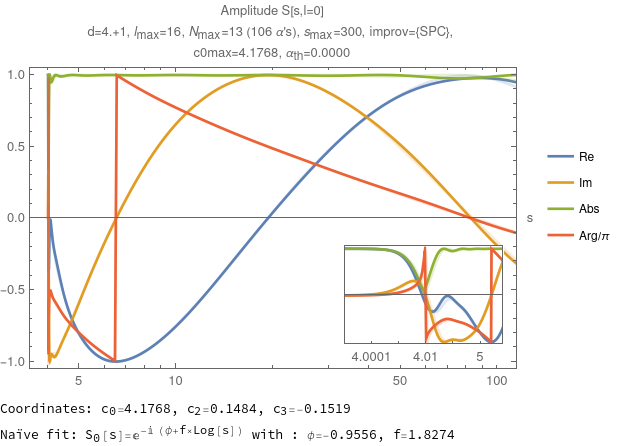 Amplitude S[s,l=0]
d=4.+1, lmax=16, Nmax=13 (106 α's), smax=300, improv={SPC},
c0max=4.1768, αth=0.0000
1.0
0.5
0.0
-0.5
-1.0
5 10 50 100
s
Re
Im
Abs
Arg/π
4.0001 4.01 5
Coordinates: c0=4.1768, c2=0.1484, c3=-0.1519
Naïve fit: S0[s]=e^-i (ϕ+f×Log[s]) with : ϕ=-0.9556, f=1.8274